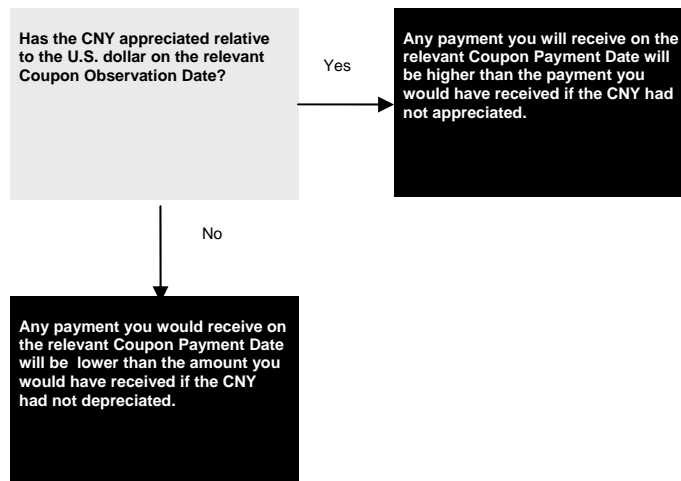 Has the CNY appreciated relative
to the U.S. dollar on the relevant
Coupon Observation Date?
Yes
Any payment you will receive on the
relevant Coupon Payment Date will
be higher than the payment you
would have received if the CNY had
not appreciated.
No
Any payment you would receive on
the relevant Coupon Payment Date
will be lower than the amount you
would have received if the CNY
had not depreciated.